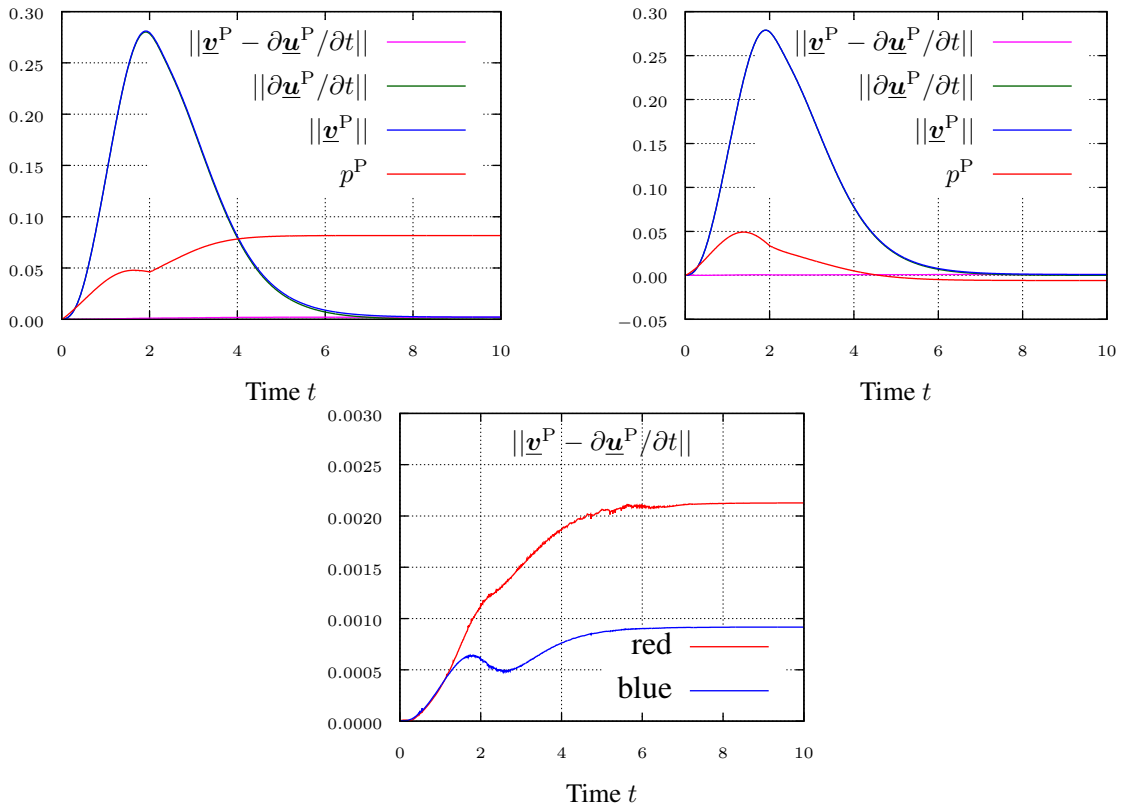 0.30
0.25
0.20
0.15
0.10
0.05
0.00
0 2 4 6 8 10
Time t
||v^P − ∂u^P/∂t||
||∂u^P/∂t||
||v^P||
p^P
0.30
0.25
0.20
0.15
0.10
0.05
0.00
−0.05
0 2 4 6 8 10
Time t
||v^P − ∂u^P/∂t||
||∂u^P/∂t||
||v^P||
p^P
0.0030
0.0025
0.0020
0.0015
0.0010
0.0005
0.0000
0 2 4 6 8 10
Time t
||v^P − ∂u^P/∂t||
red
blue